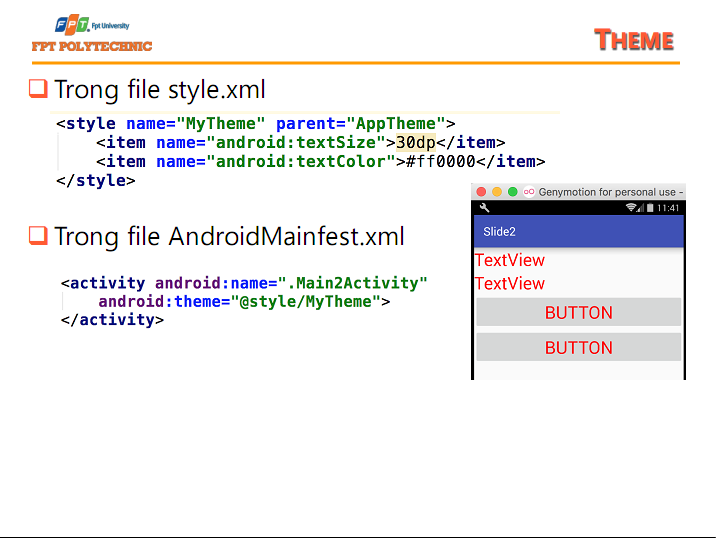 FPT. Fpt University
FPT POLYTECHNIC
THEME
Trong file style.xml
<style name="MyTheme" parent="AppTheme">
<item name="android:textSize">30dp</item>
<item name="android:textColor">#ff0000</item>
</style>
Trong file AndroidMainfest.xml
<activity android:name=".Main2Activity"
android:theme="@style/MyTheme">
</activity>
Genymotion for personal use -
11:41
Slide2
TextView
TextView
BUTTON
BUTTON